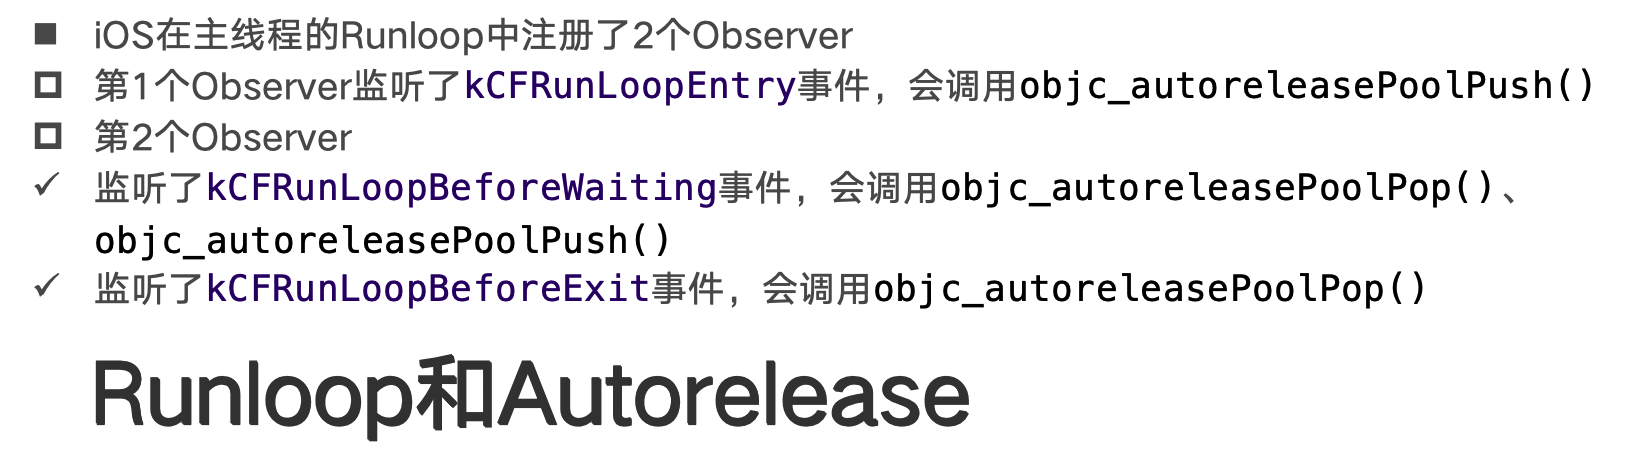 iOS在主线程的Runloop中注册了2个Observer
第1个Observer监听了kCFRunLoopEntry事件，会调用objc_autoreleasePoolPush()
第2个Observer
监听了kCFRunLoopBeforeWaiting事件，会调用objc_autoreleasePoolPop()、
objc_autoreleasePoolPush()
监听了kCFRunLoopBeforeExit事件，会调用objc_autoreleasePoolPop()
Runloop和Autorelease